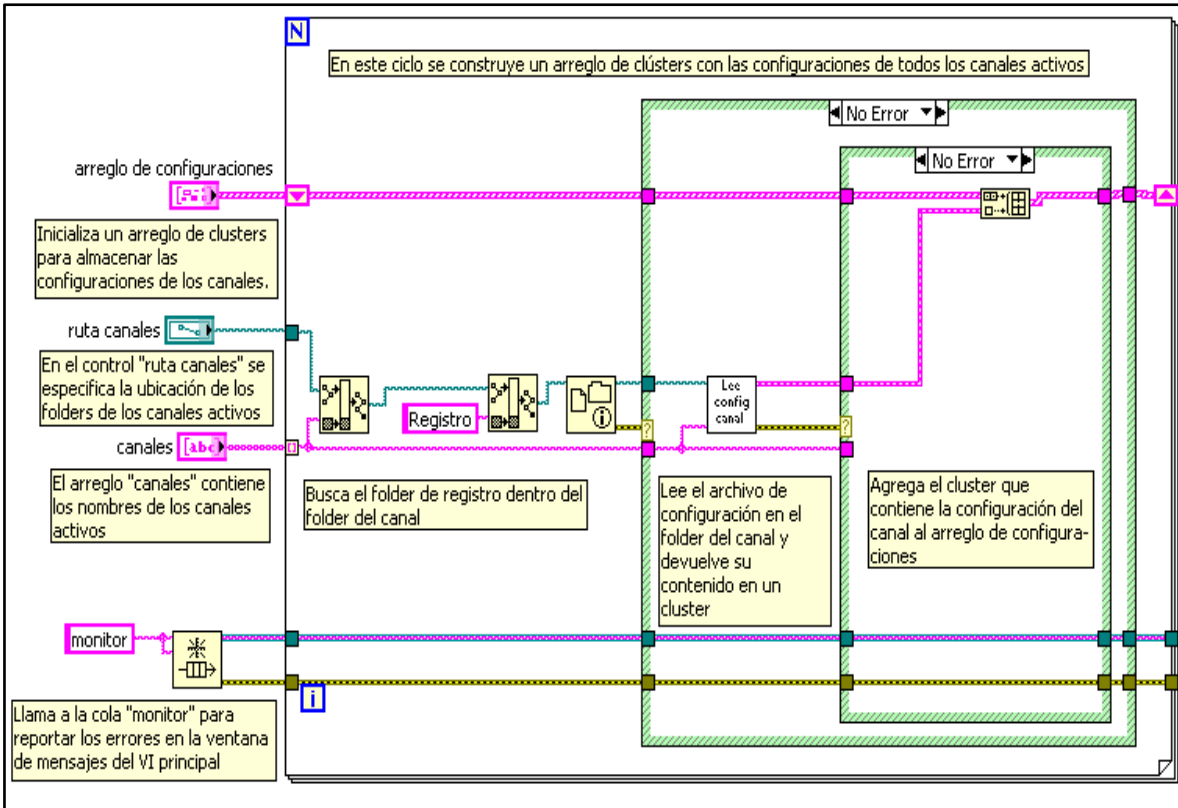 N
En este ciclo se construye un arreglo de clústers con las configuraciones de todos los canales activos
No Error
No Error
arreglo de configuraciones
Inicializa un arreglo de clusters
para almacenar las
configuraciones de los canales.
ruta canales
En el control "ruta canales" se
especifica la ubicación de los
folders de los canales activos
Registro
Lee
config
canal
canales
abc
El arreglo "canales" contiene
los nombres de los canales
activos
Busca el folder de registro dentro del
folder del canal
Lee el archivo de
configuración en el
folder del canal y
devuelve su
contenido en un
cluster
Agrega el cluster que
contiene la configuración del
canal al arreglo de configura-
ciones
monitor
i
Llama a la cola "monitor" para
reportar los errores en la ventana
de mensajes del VI principal